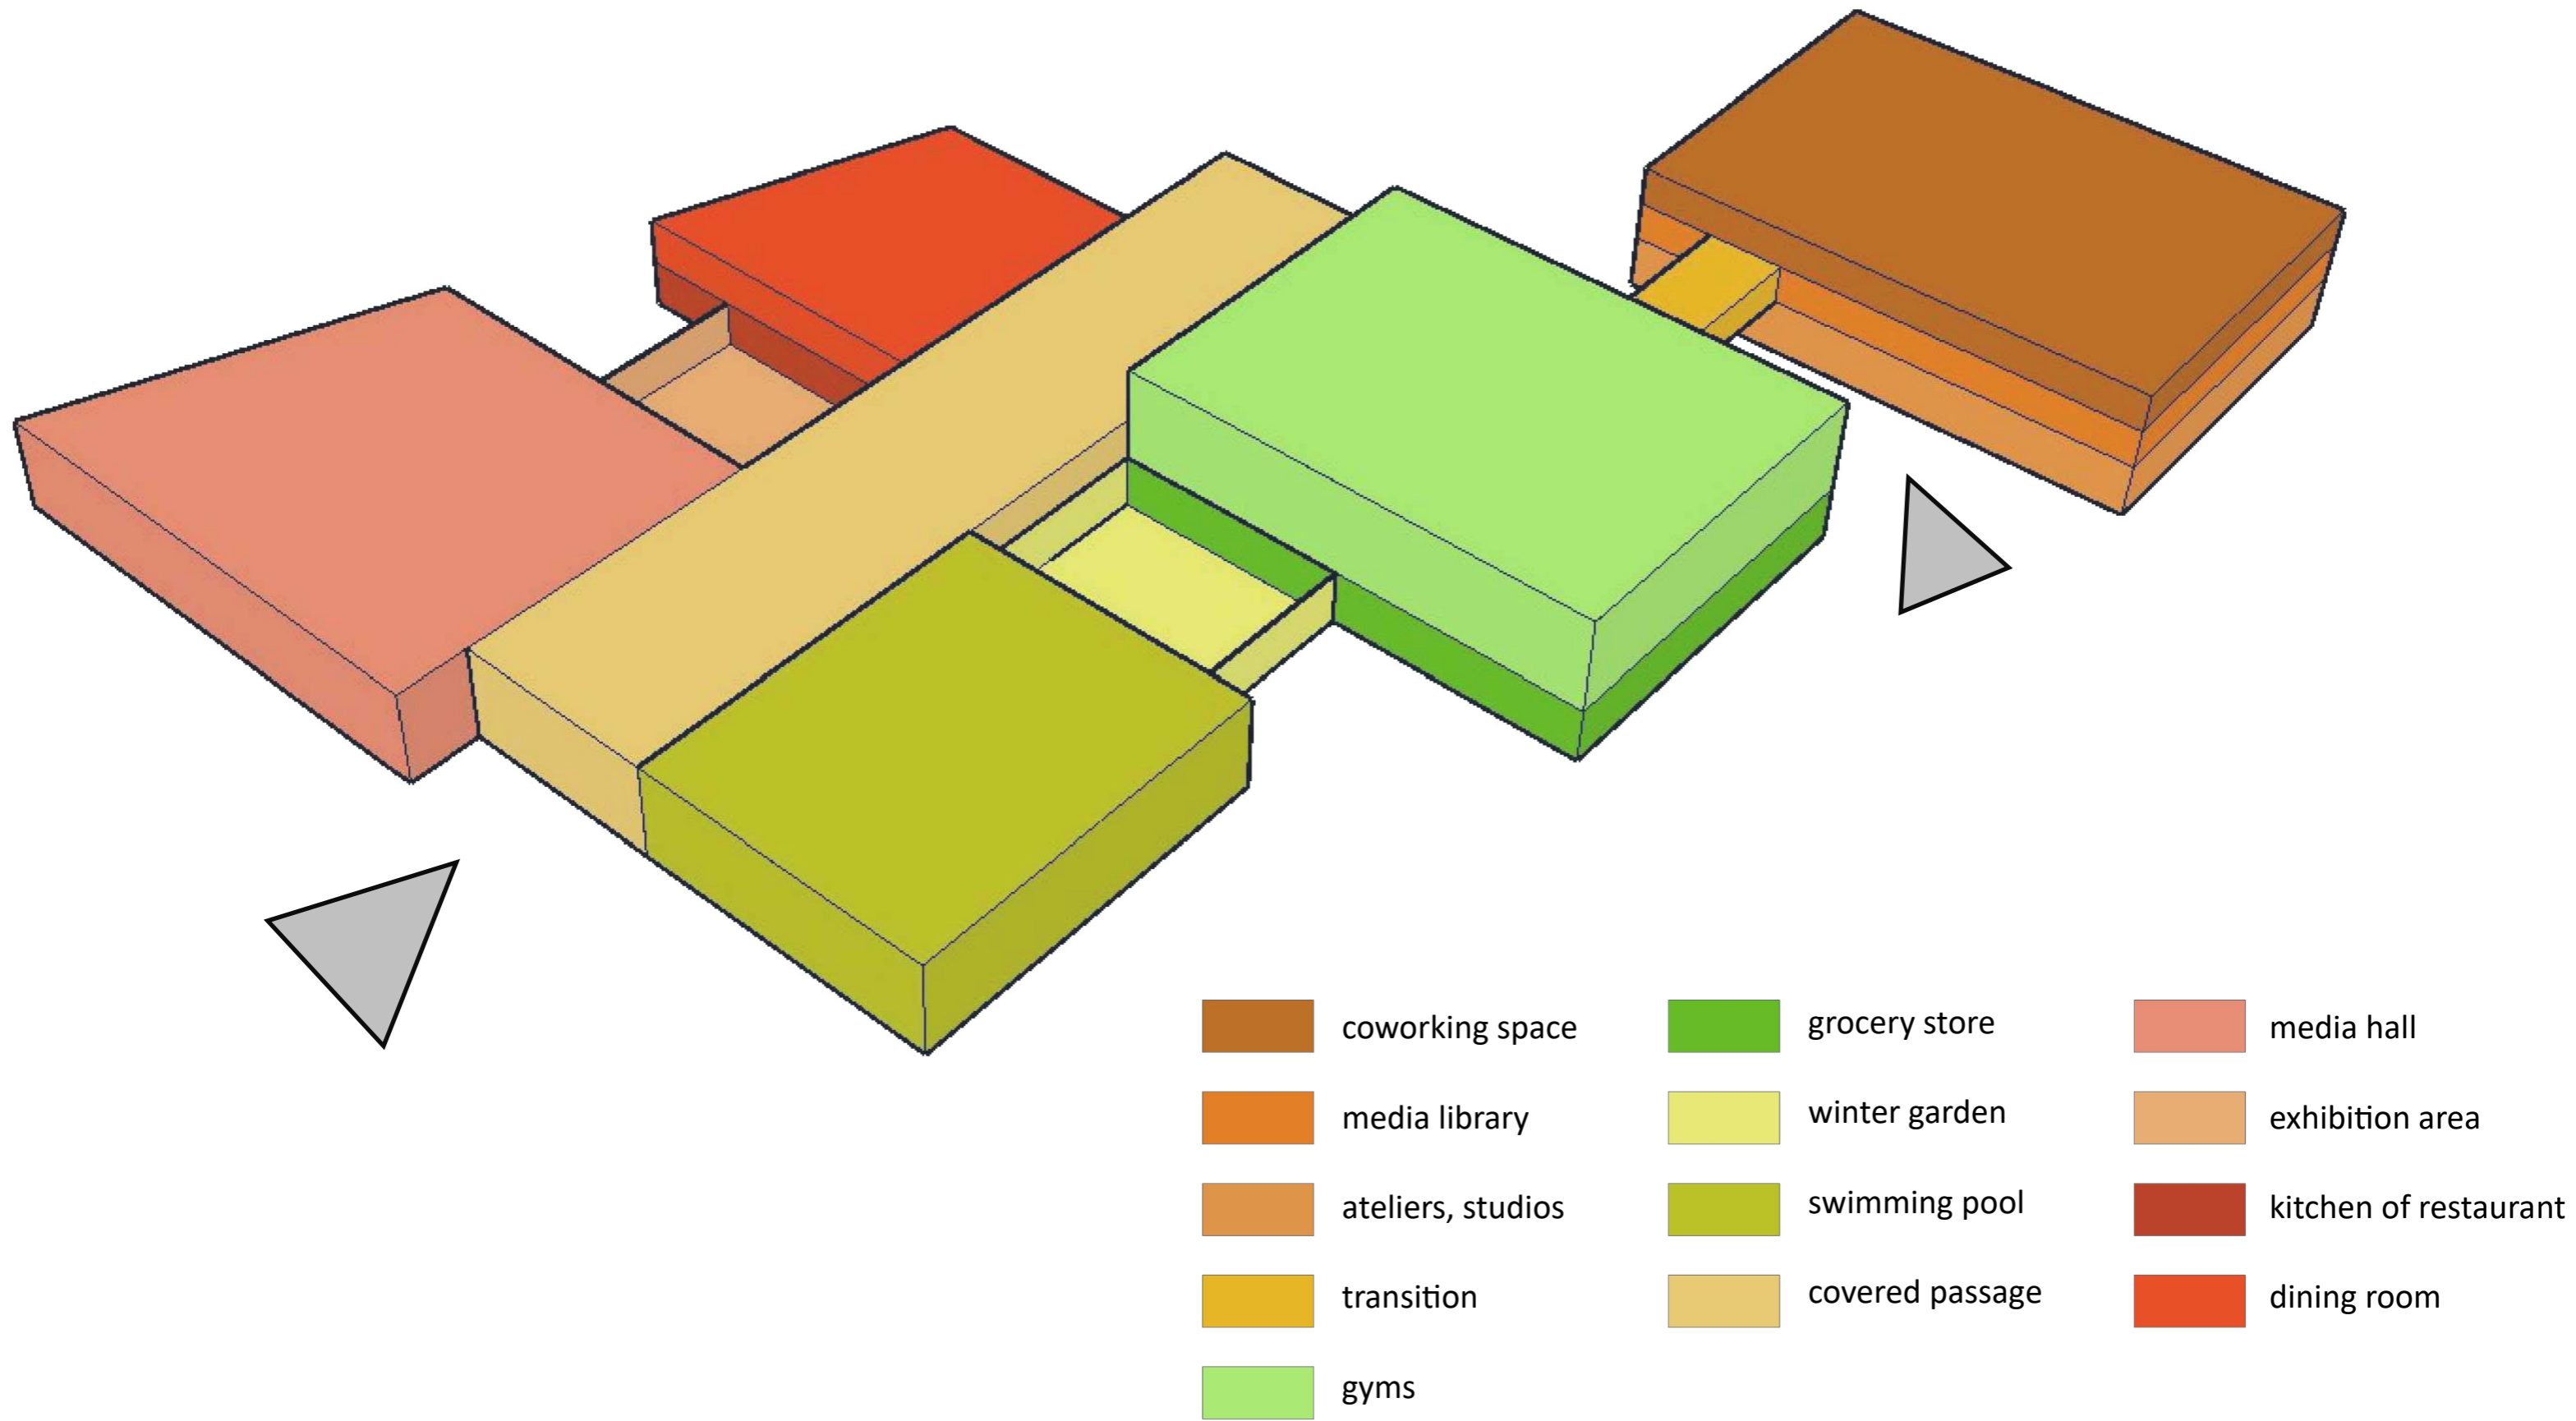 coworking space
media library
ateliers, studios
transition
gyms
grocery store
winter garden
swimming pool
covered passage
media hall
exhibition area
kitchen of restaurant
dining room